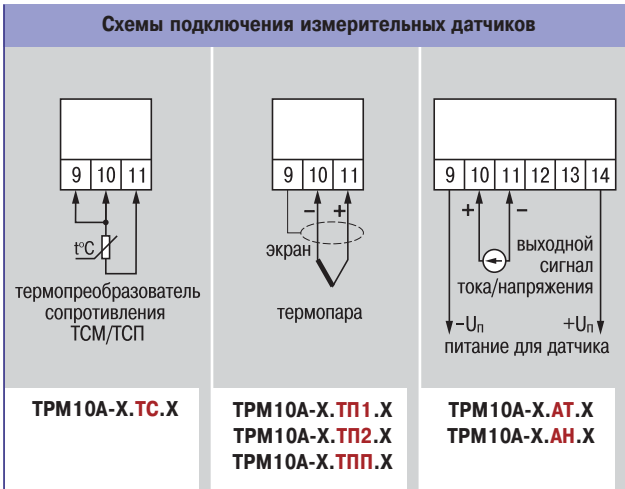 Схемы подключения измерительных датчиков
9 10 11
t°C
термопреобразователь
сопротивления
ТСМ/ТСП
ТРМ10А-Х.ТС.Х
9 10 11
− +
экран
термопара
ТРМ10А-Х.ТП1.Х
ТРМ10А-Х.ТП2.Х
ТРМ10А-Х.ТПП.Х
9 10 11 12 13 14
+ −
выходной
сигнал
тока/напряжения
−Uп +Uп
питание для датчика
ТРМ10А-Х.АТ.Х
ТРМ10А-Х.АН.Х